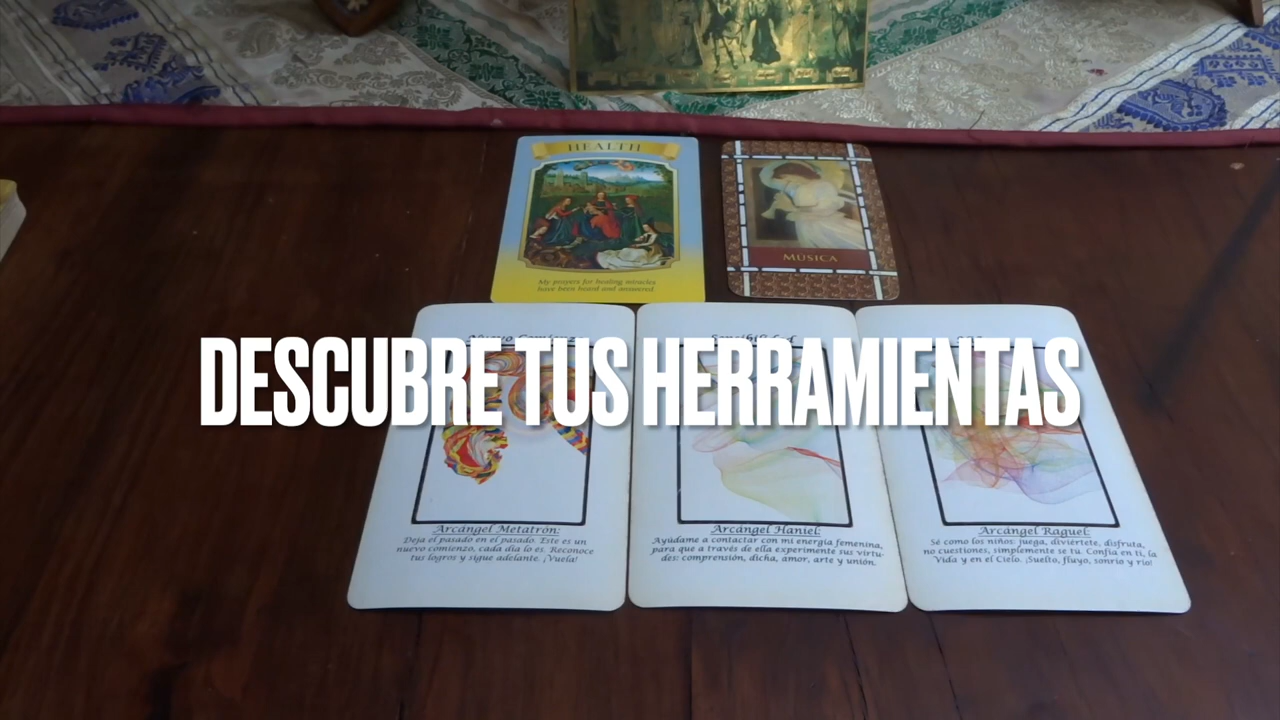 HEALTH
My prayers for healing miracles
have been heard and answered.
MÚSICA
DESCUBRE TUS HERRAMIENTAS
Arcángel Metatrón:
Deja el pasado en el pasado. Este es un
nuevo comienzo, cada día lo es. Reconoce
tus logros y sigue adelante. ¡Vuela!
Arcángel Haniel:
Ayúdame a contactar con mi energía femenina,
para que a través de ella experimente sus virtu-
des: comprensión, dicha, amor, arte y unión.
Arcángel Raguel:
Sé como los niños: juega, diviértete, disfruta,
no cuestiones, simplemente se tú. Confía en ti, la
Vida y en el Cielo. ¡Suelto, fluyo, sonrío y río!